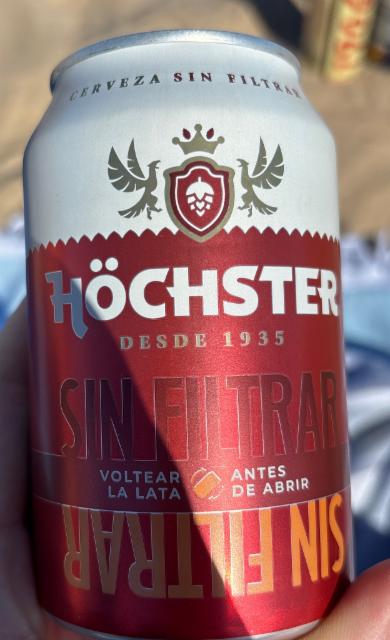 CERVEZA SIN FILTRAR
HÖCHSTER
DESDE 1935
SIN FILTRAR
VOLTEAR ANTES
LA LATA DE ABRIR
SIN FILTRAR